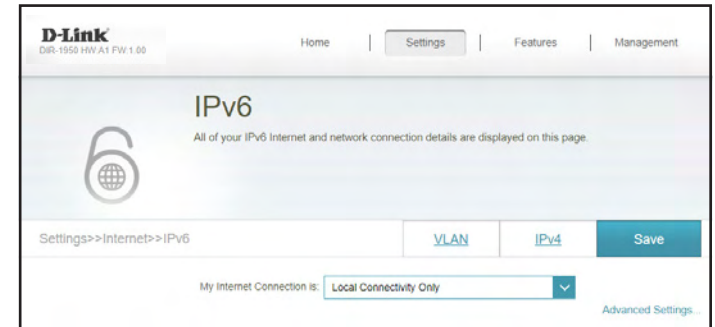 D-Link
DIR-1950 HW:A1 FW:1.00
Home | Settings | Features | Management
IPv6
All of your IPv6 Internet and network connection details are displayed on this page.
Settings>>Internet>>IPv6
VLAN
IPv4
Save
My Internet Connection is: Local Connectivity Only
Advanced Settings...